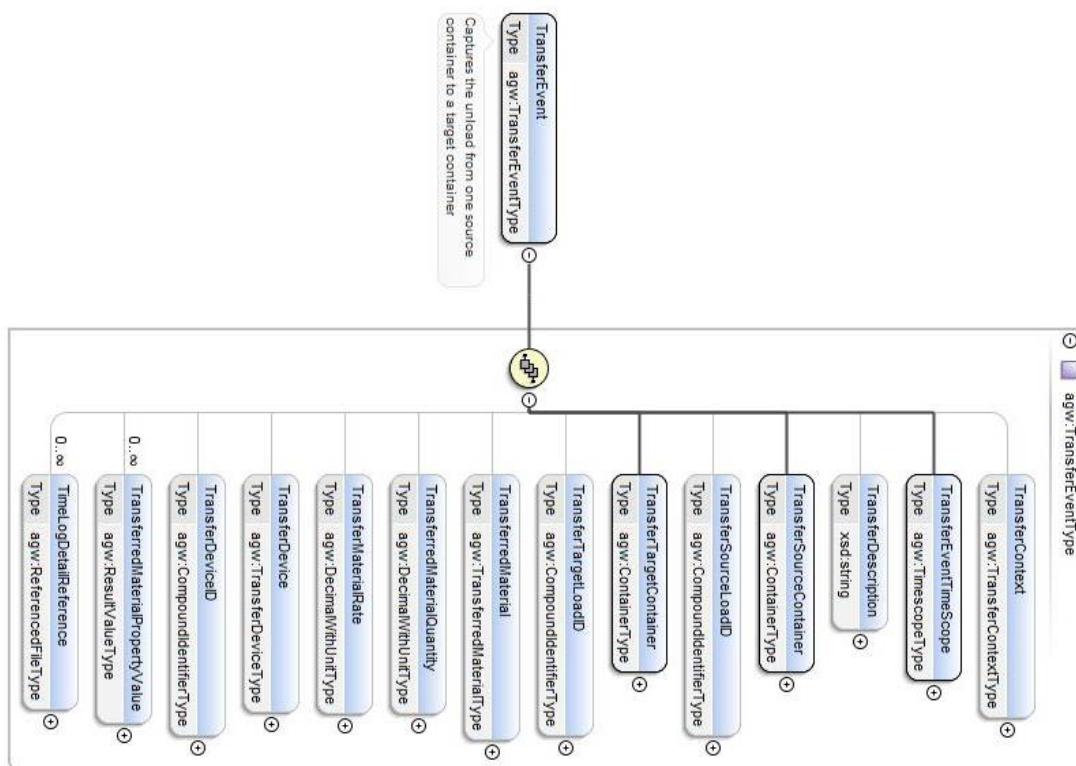 TransferEvent
Type agw:TransferEventType
Captures the unload from one source
container to a target container
agw:TransferEventType
TransferContext
Type agw:TransferContextType
TransferEventTimeScope
Type agw:TimescopeType
TransferDescription
Type xsd:string
TransferSourceContainer
Type agw:ContainerType
TransferSourceLoadID
Type agw:CompoundIdentifierType
TransferTargetContainer
Type agw:ContainerType
TransferTargetLoadID
Type agw:CompoundIdentifierType
TransferredMaterial
Type agw:TransferredMaterialType
TransferredMaterialQuantity
Type agw:DecimalWithUnitType
TransferMaterialRate
Type agw:DecimalWithUnitType
TransferDevice
Type agw:TransferDeviceType
TransferDeviceID
Type agw:CompoundIdentifierType
0..∞
TransferredMaterialPropertyValue
Type agw:ResultValueType
0..∞
TimeLogDetailReference
Type agw:ReferencedFileType